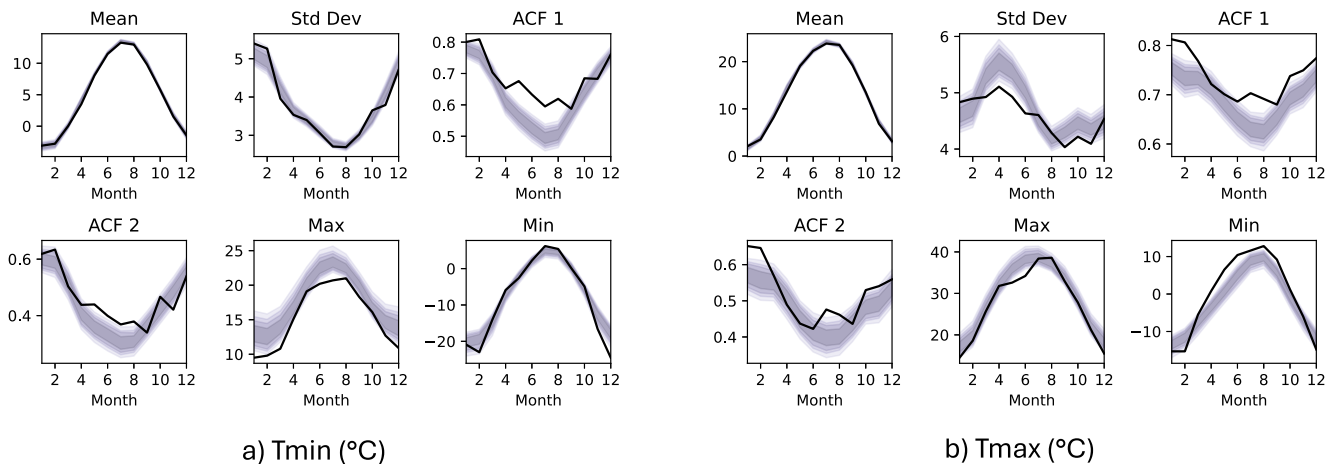 Mean
Std Dev
ACF 1
10
0
2 4 6 8 10 12
Month
5
4
3
2 4 6 8 10 12
Month
0.8
0.7
0.6
0.5
2 4 6 8 10 12
Month
ACF 2
Max
Min
0.6
0.4
2 4 6 8 10 12
Month
25
20
15
10
2 4 6 8 10 12
Month
0
−10
−20
2 4 6 8 10 12
Month
a) Tmin (°C)
Mean
Std Dev
ACF 1
20
10
0
2 4 6 8 10 12
Month
6
5
4
2 4 6 8 10 12
Month
0.8
0.7
0.6
2 4 6 8 10 12
Month
ACF 2
Max
Min
0.6
0.5
0.4
2 4 6 8 10 12
Month
40
30
20
2 4 6 8 10 12
Month
10
0
−10
2 4 6 8 10 12
Month
b) Tmax (°C)